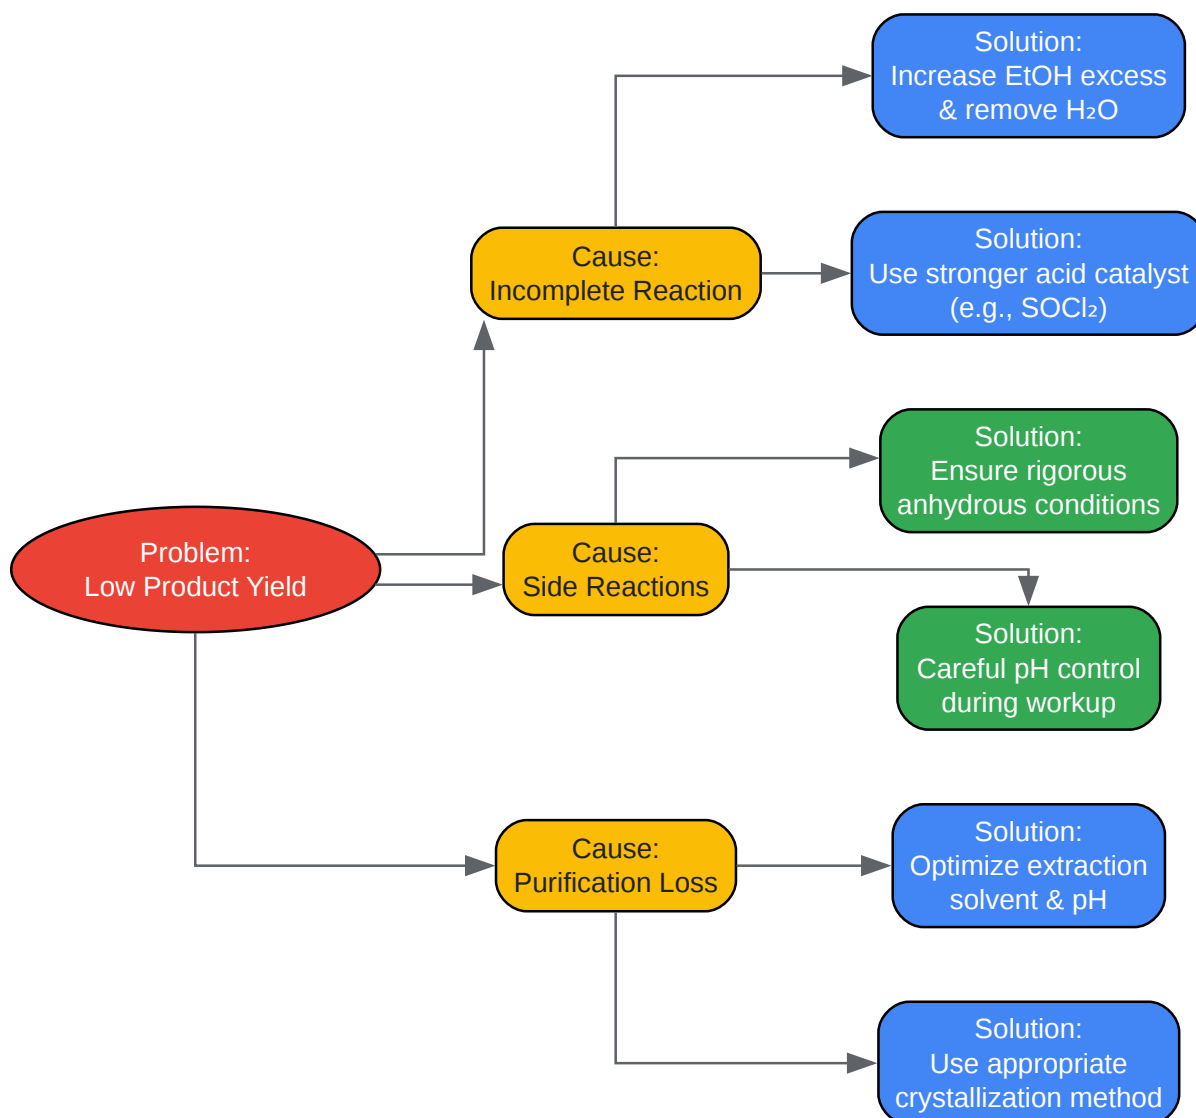 Solution:
Increase EtOH excess
& remove H₂O
Solution:
Use stronger acid catalyst
(e.g., SOCl₂)
Cause:
Incomplete Reaction
Solution:
Ensure rigorous
anhydrous conditions
Problem:
Low Product Yield
Cause:
Side Reactions
Solution:
Careful pH control
during workup
Cause:
Purification Loss
Solution:
Optimize extraction
solvent & pH
Solution:
Use appropriate
crystallization method